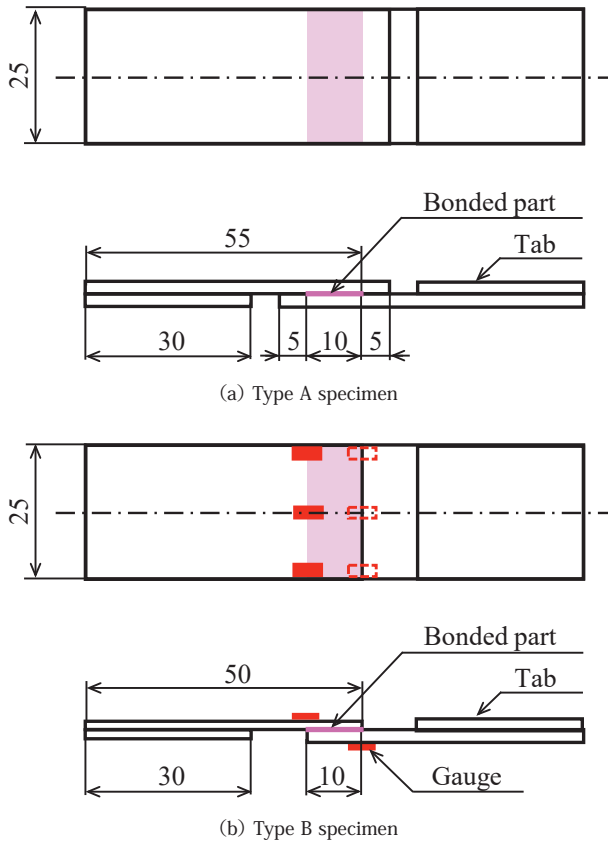 25
Bonded part
55
Tab
30
5
10
5
(a) Type A specimen
25
Bonded part
50
Tab
30
10
Gauge
(b) Type B specimen